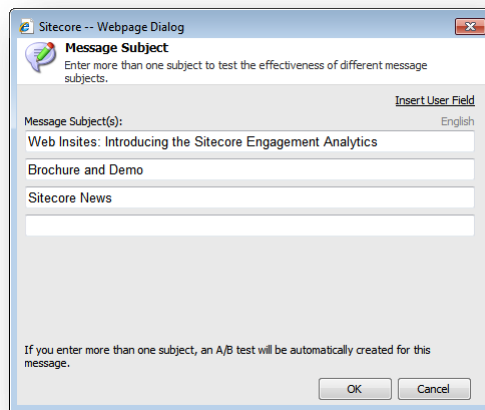 Sitecore -- Webpage Dialog
Message Subject
Enter more than one subject to test the effectiveness of different message
subjects.
Insert User Field
Message Subject(s):
English
Web Insites: Introducing the Sitecore Engagement Analytics
Brochure and Demo
Sitecore News
If you enter more than one subject, an A/B test will be automatically created for this
message.
OK
Cancel